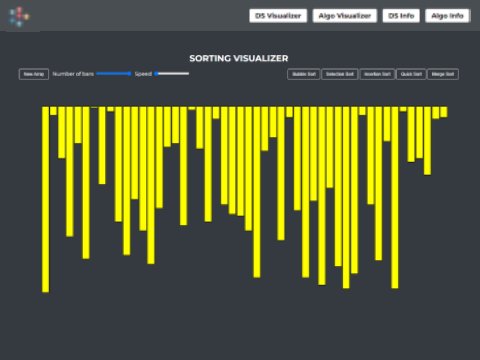 DS Visualizer Algo Visualizer DS Info Algo Info
SORTING VISUALIZER
New Array Number of bars Speed Bubble Sort Selection Sort Insertion Sort Quick Sort Merge Sort